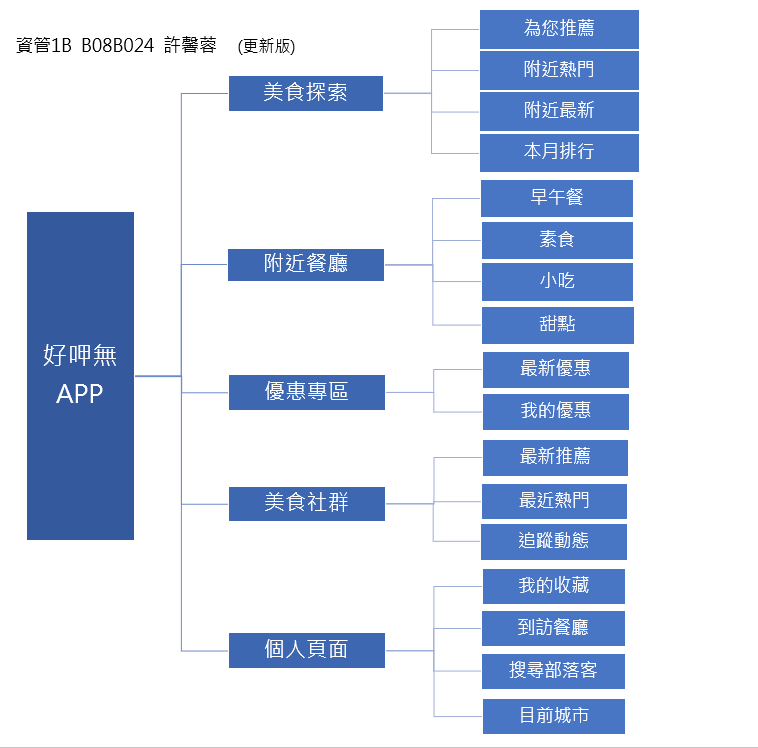 資管1B B08B024 許馨蓉 (更新版)
好呷無
APP
美食探索
為您推薦
附近熱門
附近最新
本月排行
附近餐廳
早午餐
素食
小吃
甜點
優惠專區
最新優惠
我的優惠
美食社群
最新推薦
最近熱門
追蹤動態
個人頁面
我的收藏
到訪餐廳
搜尋部落客
目前城市